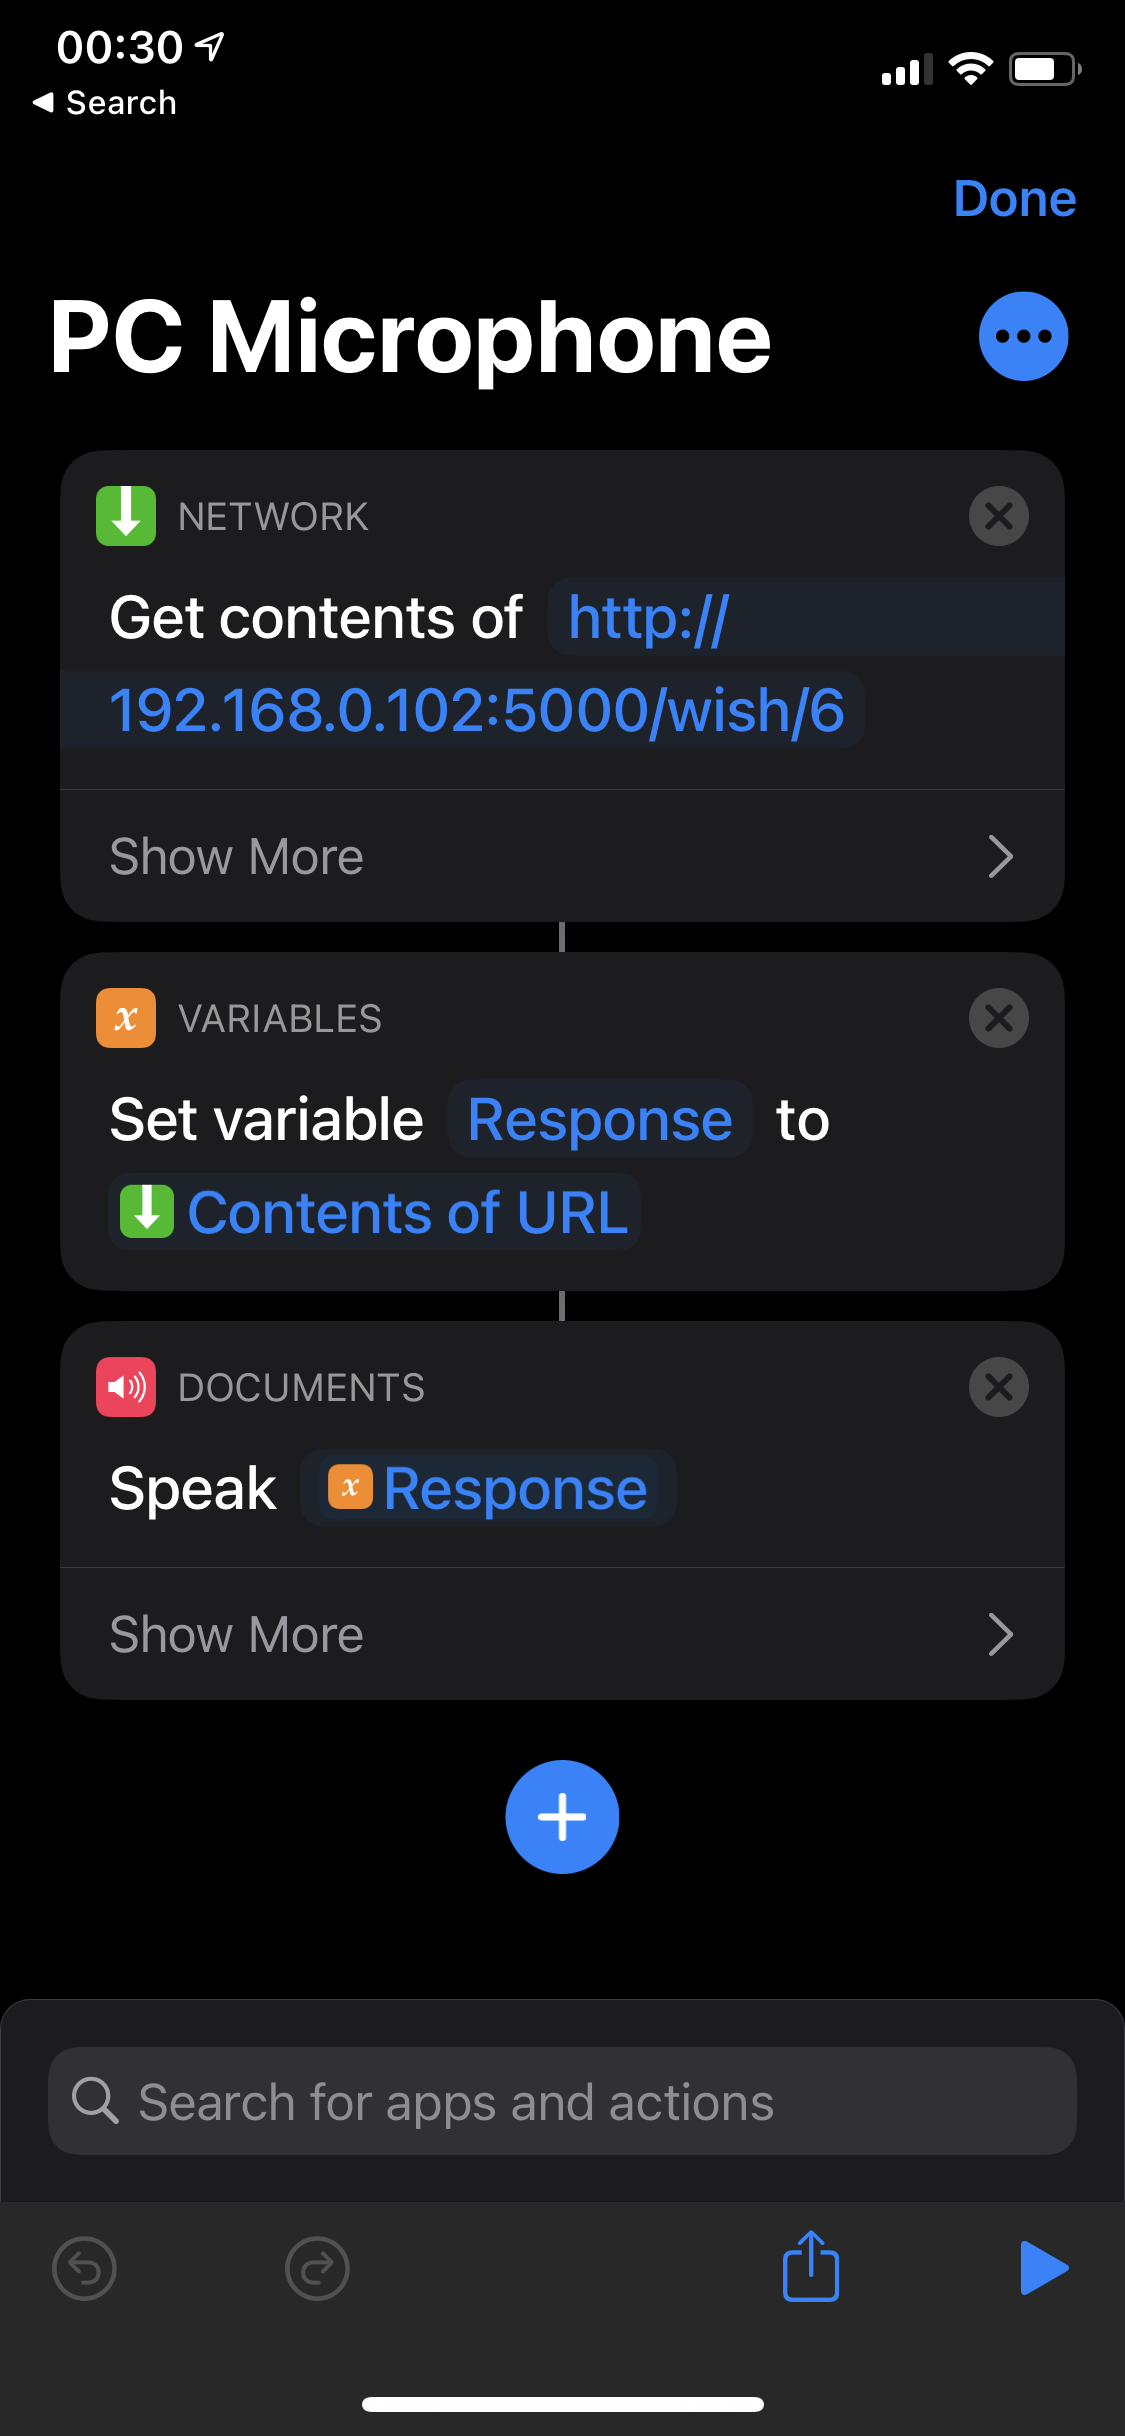 00:30
Search
Done
PC Microphone
NETWORK
Get contents of http://
192.168.0.102:5000/wish/6
Show More
x VARIABLES
Set variable Response to
Contents of URL
DOCUMENTS
Speak x Response
Show More
Search for apps and actions